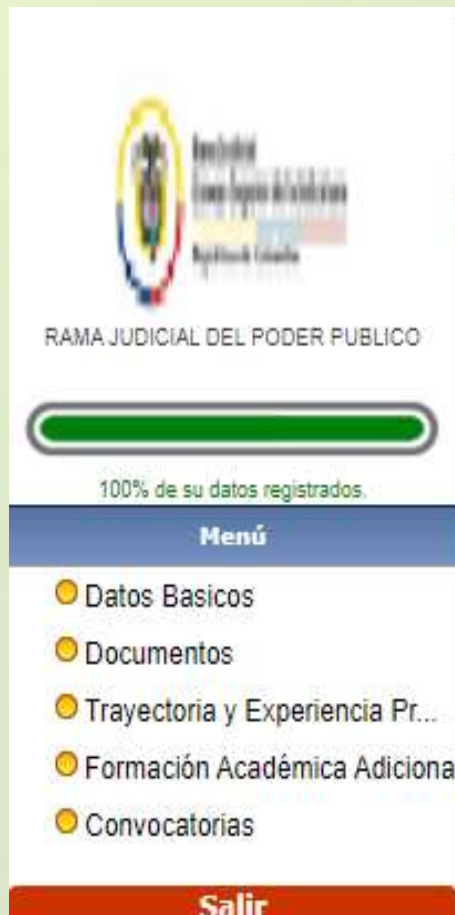 RAMA JUDICIAL DEL PODER PUBLICO
100% de su datos registrados.
Menú
Datos Basicos
Documentos
Trayectoria y Experiencia Pr...
Formación Académica Adiciona
Convocatorias
Salir